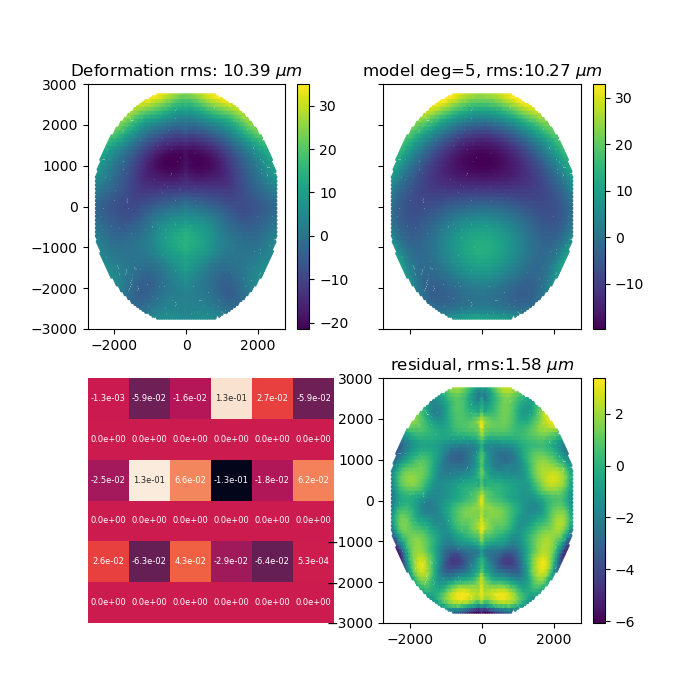 Deformation rms: 10.39 μm
3000
2000
1000
0
−1000
−2000
−3000
−2000 0 2000
30
20
10
0
−10
−20
model deg=5, rms:10.27 μm
30
20
10
0
−10
-1.3e-03 -5.9e-02 -1.6e-02 1.3e-01 2.7e-02 -5.9e-02
0.0e+00 0.0e+00 0.0e+00 0.0e+00 0.0e+00 0.0e+00
-2.5e-02 1.3e-01 6.6e-02 -1.3e-01 -1.8e-02 6.2e-02
0.0e+00 0.0e+00 0.0e+00 0.0e+00 0.0e+00 0.0e+00
2.6e-02 -6.3e-02 4.3e-02 -2.9e-02 -6.4e-02 5.3e-04
0.0e+00 0.0e+00 0.0e+00 0.0e+00 0.0e+00 0.0e+00
residual, rms:1.58 μm
3000
2000
1000
0
−1000
−2000
−3000
−2000 0 2000
2
0
−2
−4
−6